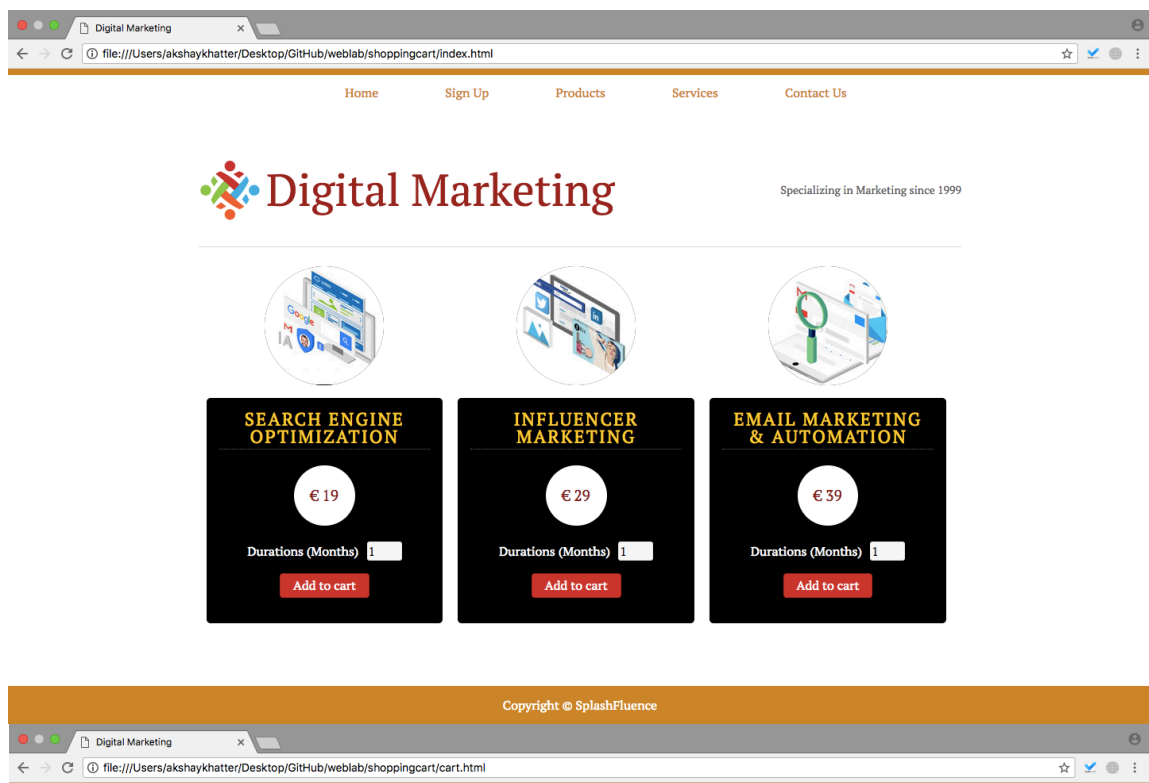 Digital Marketing
file:///Users/akshaykhatter/Desktop/GitHub/weblab/shoppingcart/index.html
Home Sign Up Products Services Contact Us
Digital Marketing
Specializing in Marketing since 1999
Google
M
IA
in
M
SEARCH ENGINE
OPTIMIZATION
€ 19
Durations (Months) 1
Add to cart
INFLUENCER
MARKETING
€ 29
Durations (Months) 1
Add to cart
EMAIL MARKETING
& AUTOMATION
€ 39
Durations (Months) 1
Add to cart
Copyright © SplashFluence
Digital Marketing
file:///Users/akshaykhatter/Desktop/GitHub/weblab/shoppingcart/cart.html